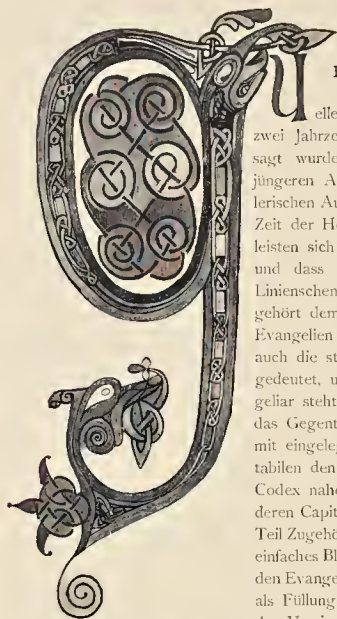 elle
zwei Jahrze
sagt wurde
jüngeren A
lerischen Au
Zeit der H
leisten sich
und dass
Linienschen
gehört dem
Evangelien
auch die st
gedeutet, u
geliar steht
das Gegent
mit eingeleg
tabilen den
Codex nahe
deren Capit
Teil Zugehö
einfaches Bl
den Evange
als Füllung